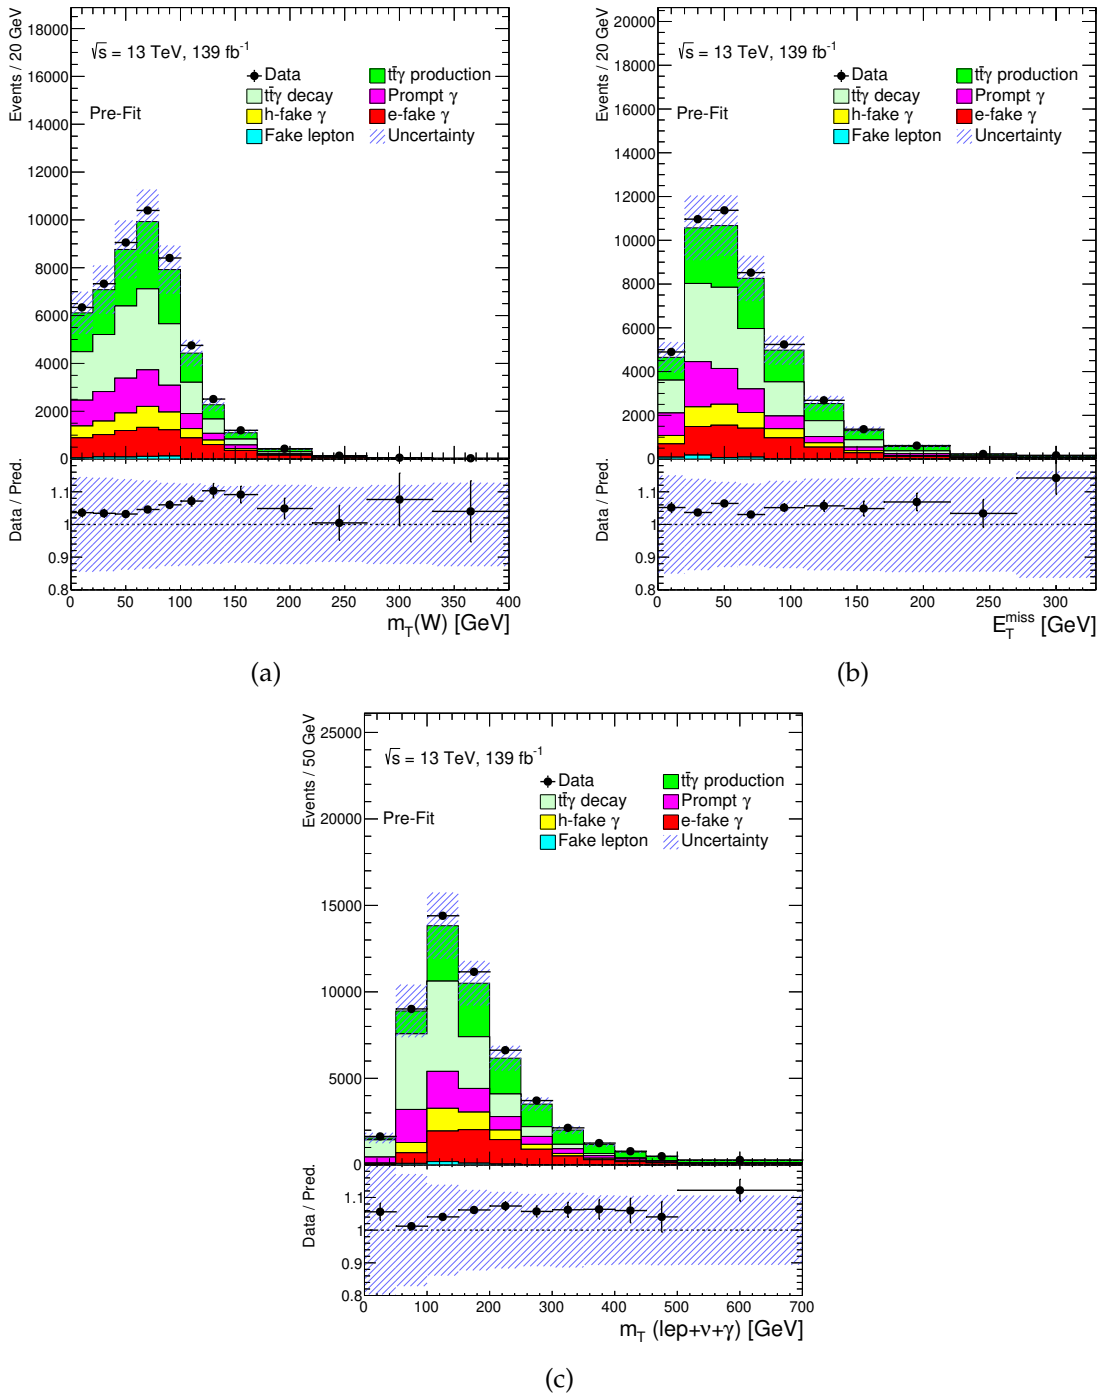 Events / 20 GeV
18000
16000
14000
12000
10000
8000
6000
4000
2000
0
√s = 13 TeV, 139 fb⁻¹
Pre-Fit
Data
tt̄γ production
tt̄γ decay
Prompt γ
h-fake γ
e-fake γ
Fake lepton
Uncertainty
Data / Pred.
1.1
1
0.9
0.8
0 50 100 150 200 250 300 350 400
m_T(W) [GeV]
(a)
Events / 20 GeV
20000
18000
16000
14000
12000
10000
8000
6000
4000
2000
0
√s = 13 TeV, 139 fb⁻¹
Pre-Fit
Data
tt̄γ production
tt̄γ decay
Prompt γ
h-fake γ
e-fake γ
Fake lepton
Uncertainty
Data / Pred.
1.1
1
0.9
0.8
0 50 100 150 200 250 300
E_T^miss [GeV]
(b)
Events / 50 GeV
25000
20000
15000
10000
5000
0
√s = 13 TeV, 139 fb⁻¹
Pre-Fit
Data
tt̄γ production
tt̄γ decay
Prompt γ
h-fake γ
e-fake γ
Fake lepton
Uncertainty
Data / Pred.
1.1
1
0.9
0.8
0 100 200 300 400 500 600 700
m_T (lep+ν+γ) [GeV]
(c)